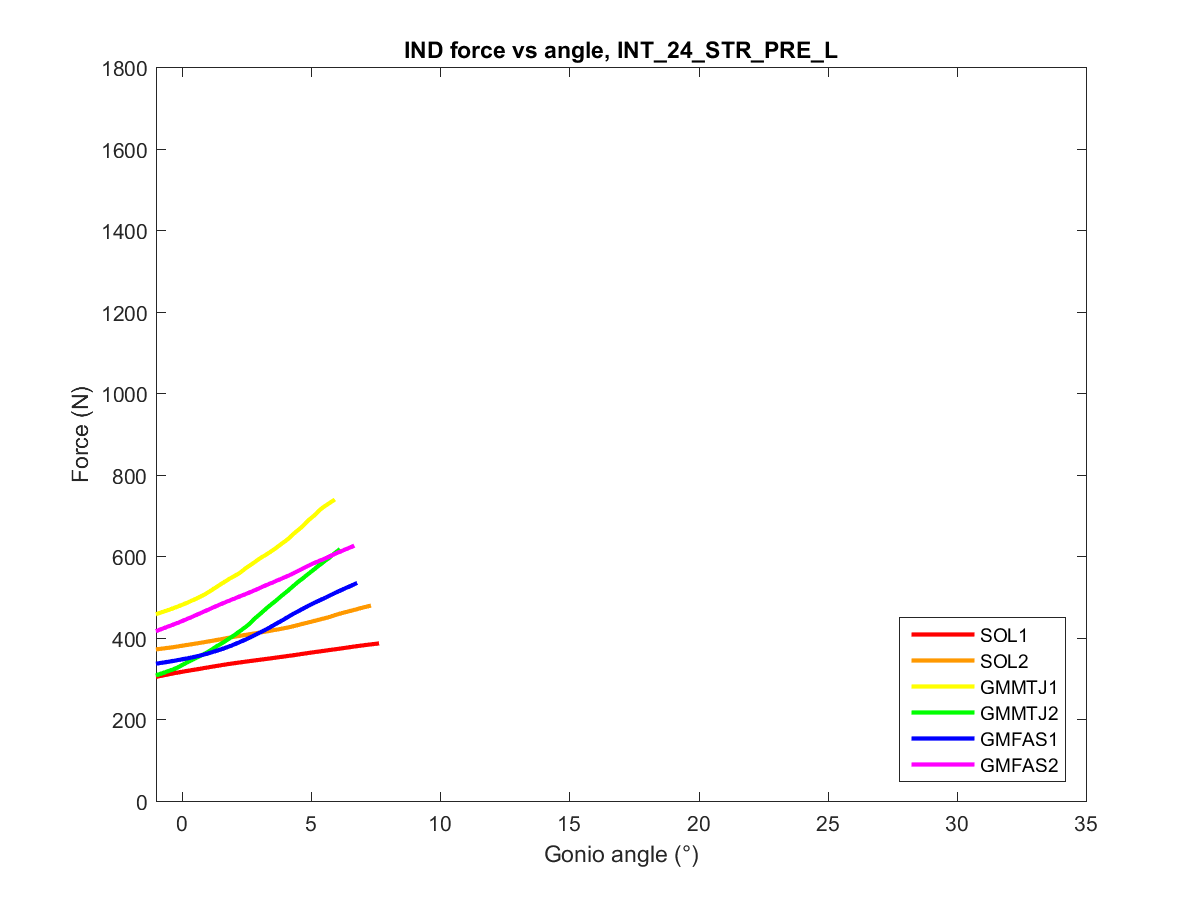 IND force vs angle, INT_24_STR_PRE_L
1800
1600
1400
1200
1000
800
600
400
200
0
Force (N)
0 5 10 15 20 25 30 35
Gonio angle (°)
SOL1
SOL2
GMMTJ1
GMMTJ2
GMFAS1
GMFAS2